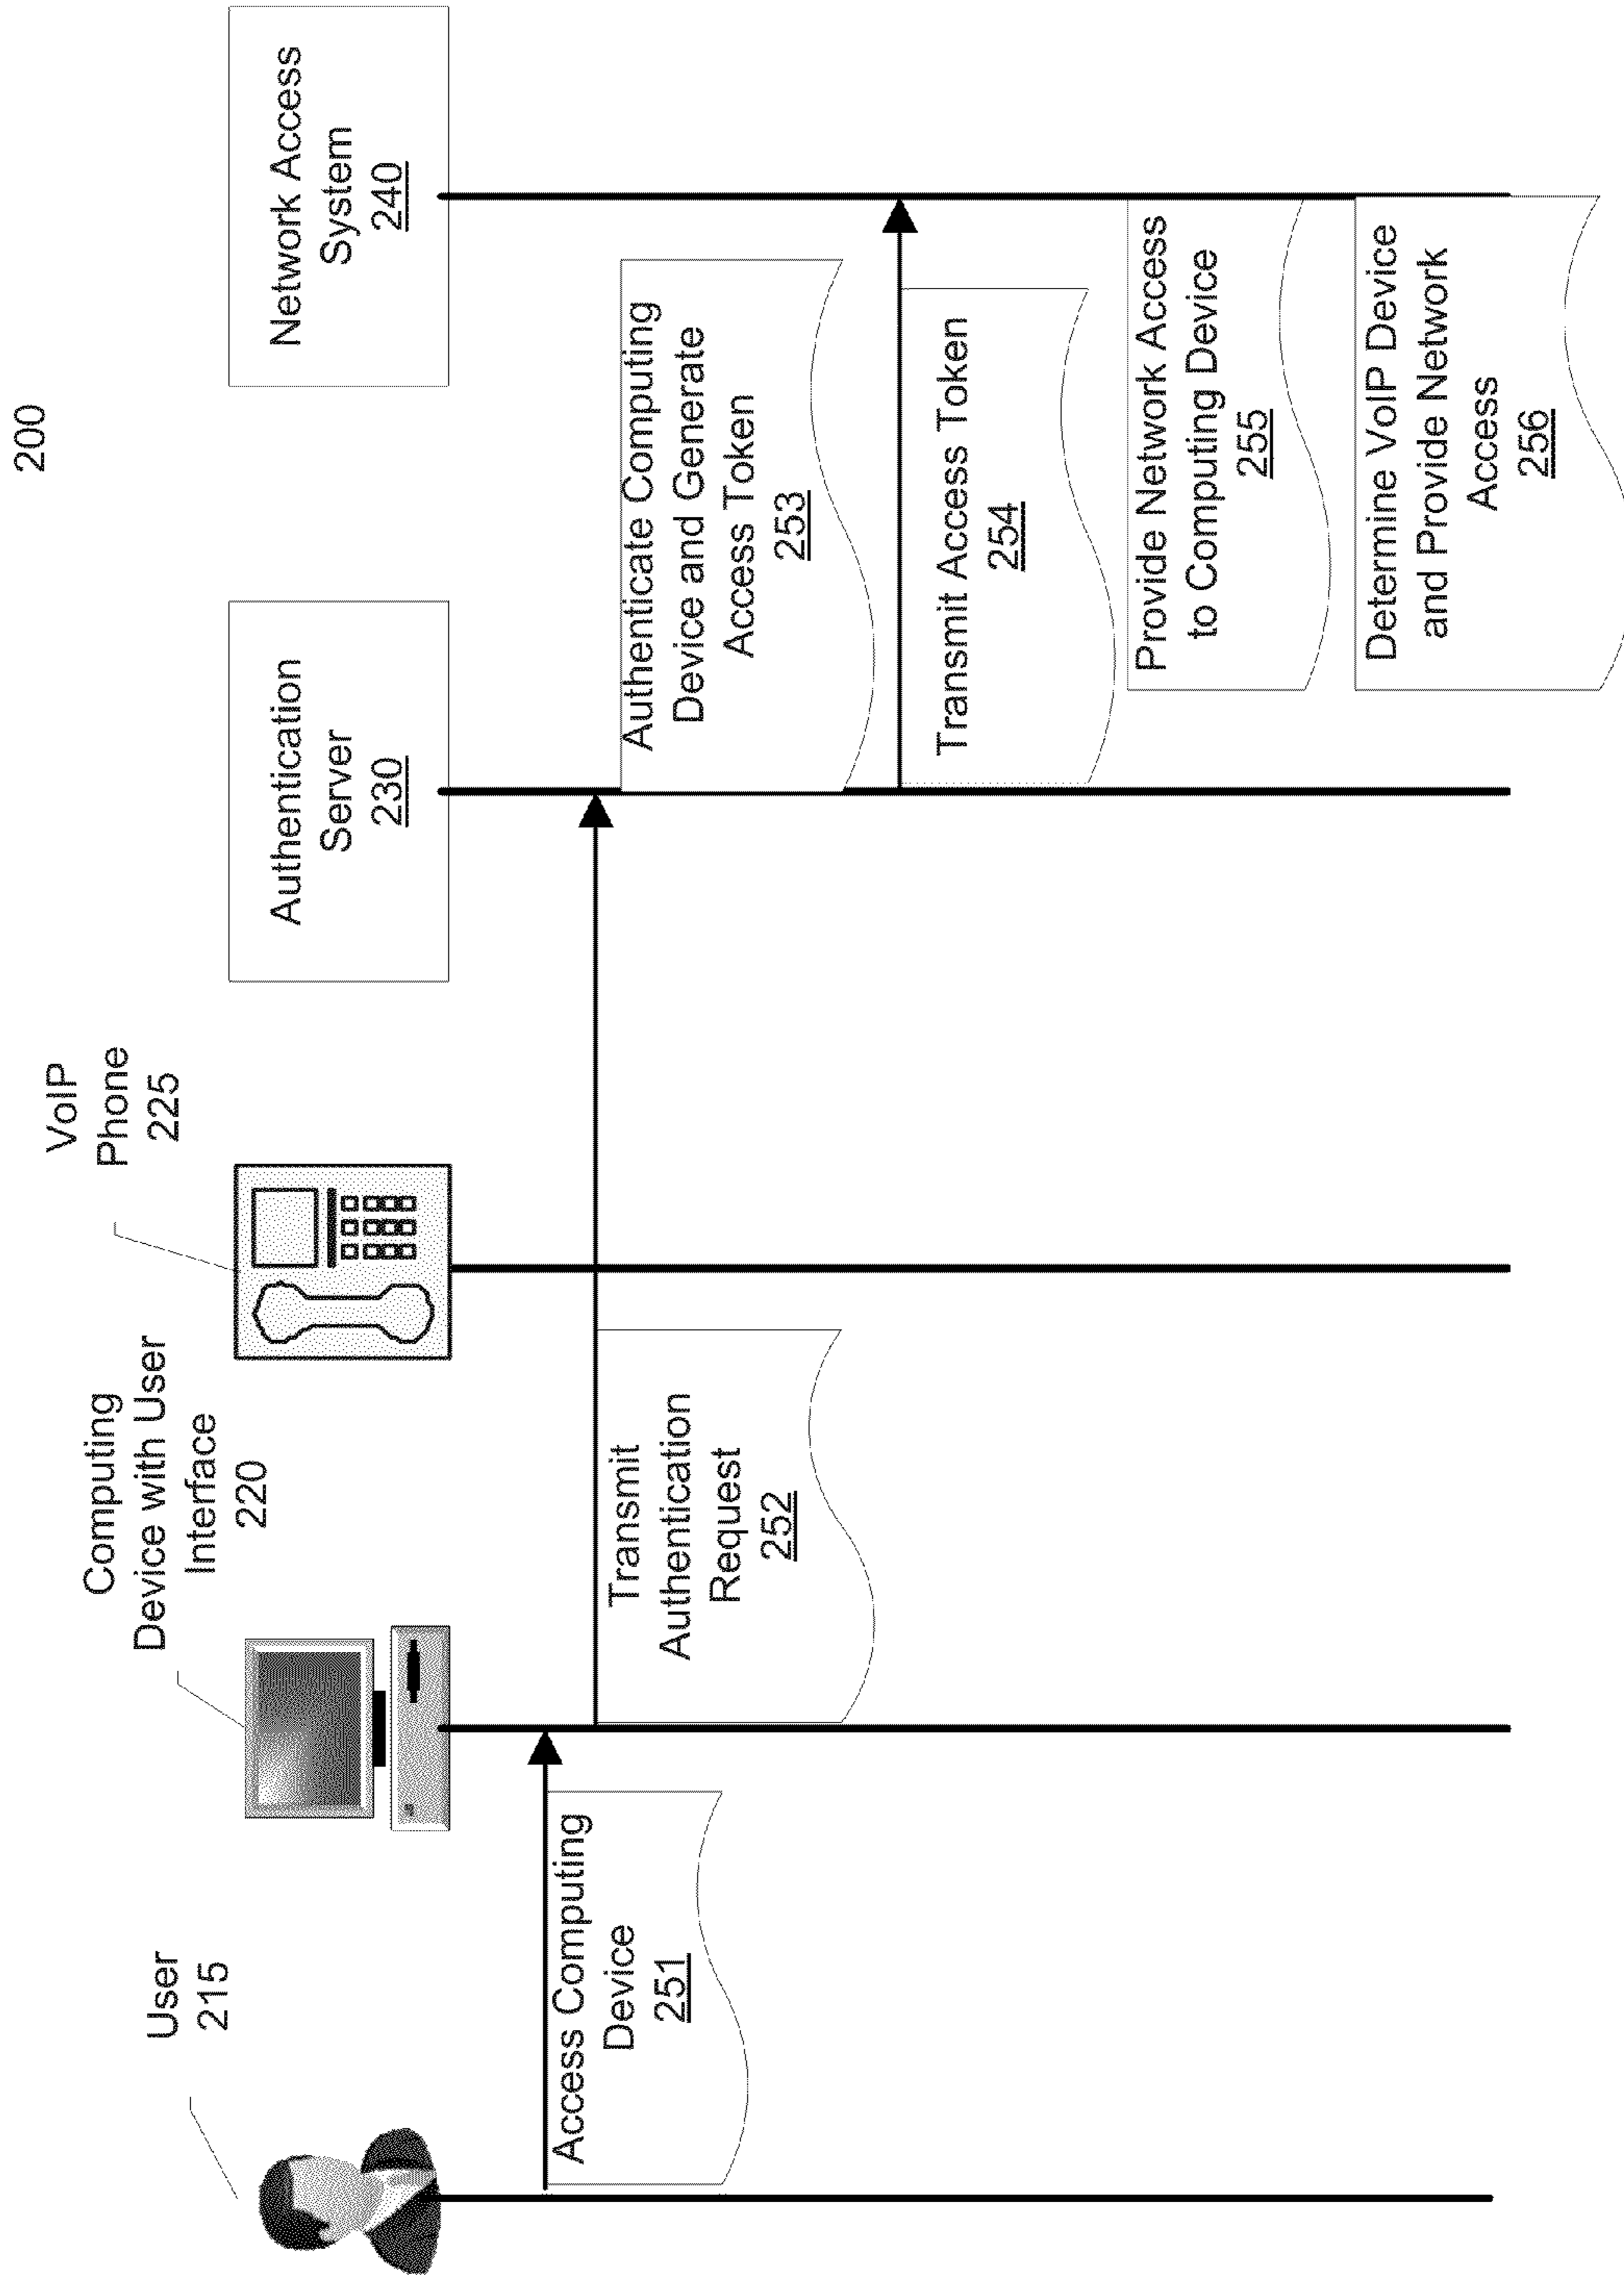 200
User
215
Computing
Device with User
Interface
220
VoIP
Phone
225
Authentication
Server
230
Network Access
System
240
Access Computing
Device
251
Transmit
Authentication
Request
252
Authenticate Computing
Device and Generate
Access Token
253
Transmit Access Token
254
Provide Network Access
to Computing Device
255
Determine VoIP Device
and Provide Network
Access
256